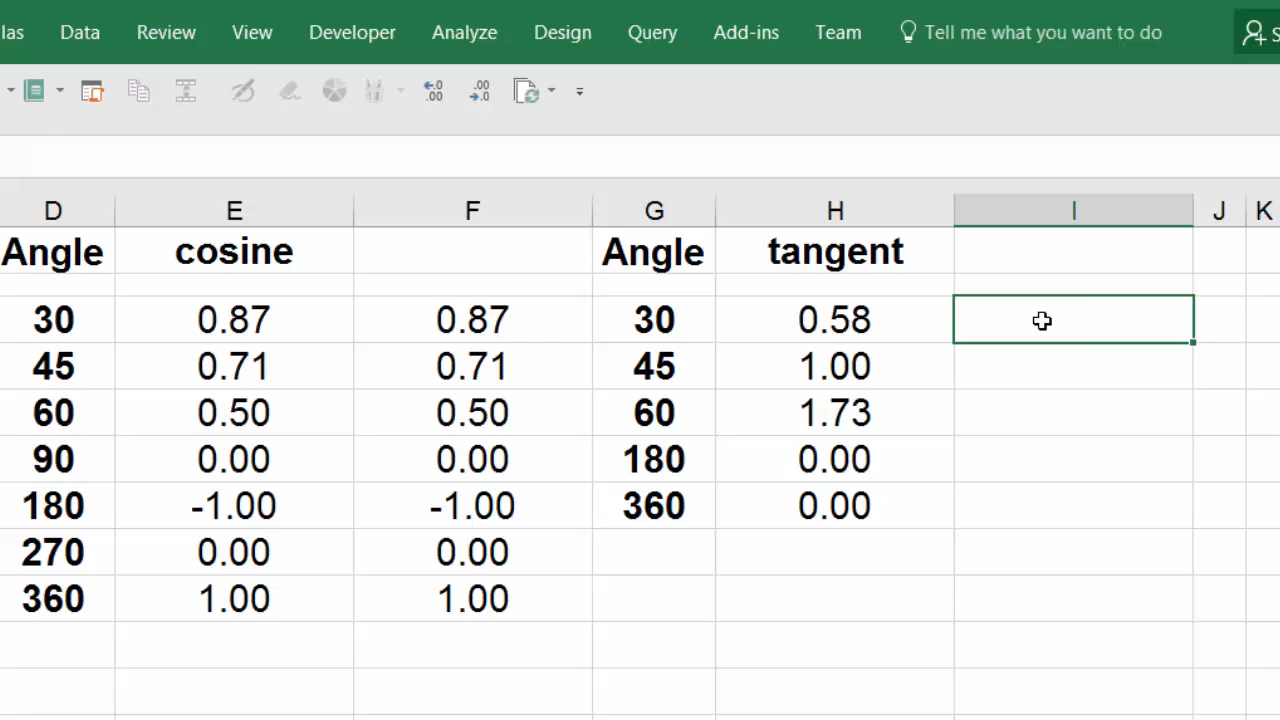 las Data Review View Developer Analyze Design Query Add-ins Team Tell me what you want to do S
.00 .00 .0
D E F G H I J K
Angle cosine Angle tangent
30 0.87 0.87 30 0.58
45 0.71 0.71 45 1.00
60 0.50 0.50 60 1.73
90 0.00 0.00 180 0.00
180 -1.00 -1.00 360 0.00
270 0.00 0.00
360 1.00 1.00